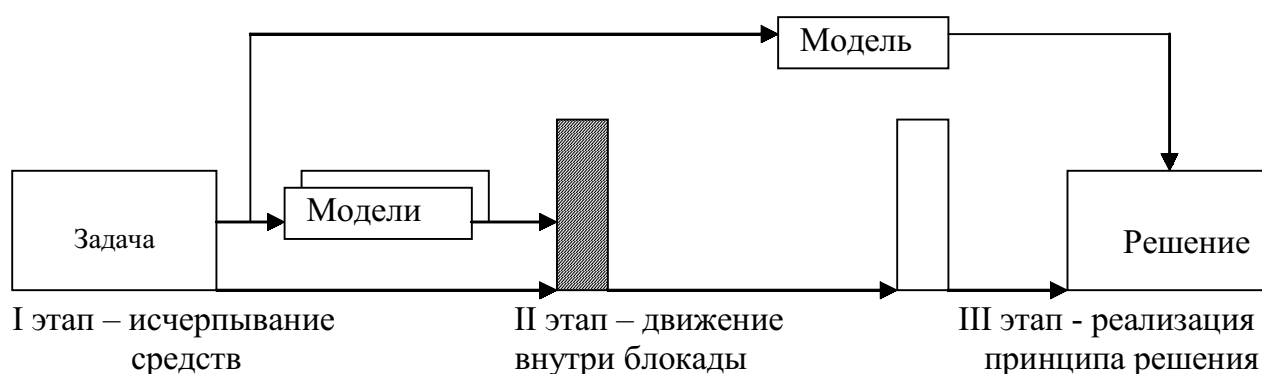 Модель
Модели
Задача
Решение
I этап – исчерпывание
средств
II этап – движение
внутри блокады
III этап - реализация
принципа решения